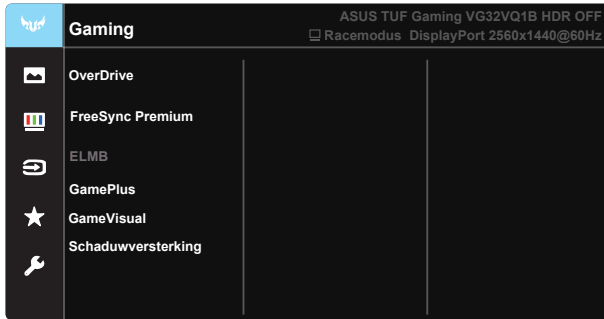 Gaming
ASUS TUF Gaming VG32VQ1B HDR OFF
Racemodus DisplayPort 2560x1440@60Hz
OverDrive
FreeSync Premium
ELMB
GamePlus
GameVisual
Schaduwversterking